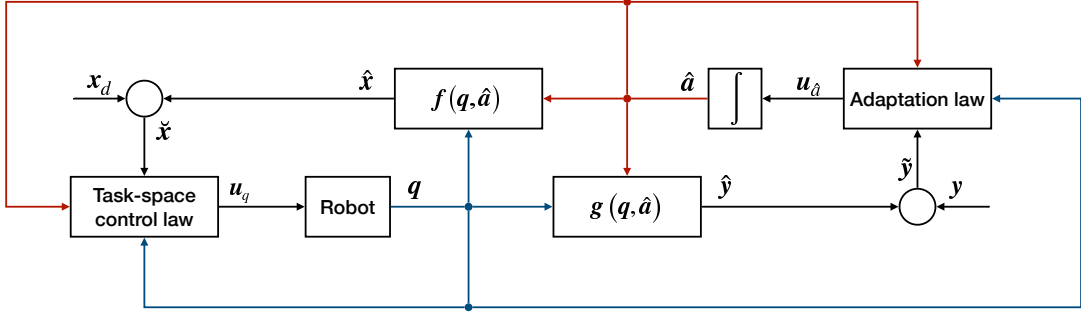 x_d
x̂
f(q,â)
â
∫
u_â
Adaptation law
x̆
ỹ
Task-space
control law
u_q
Robot
q
g(q,â)
ŷ
y